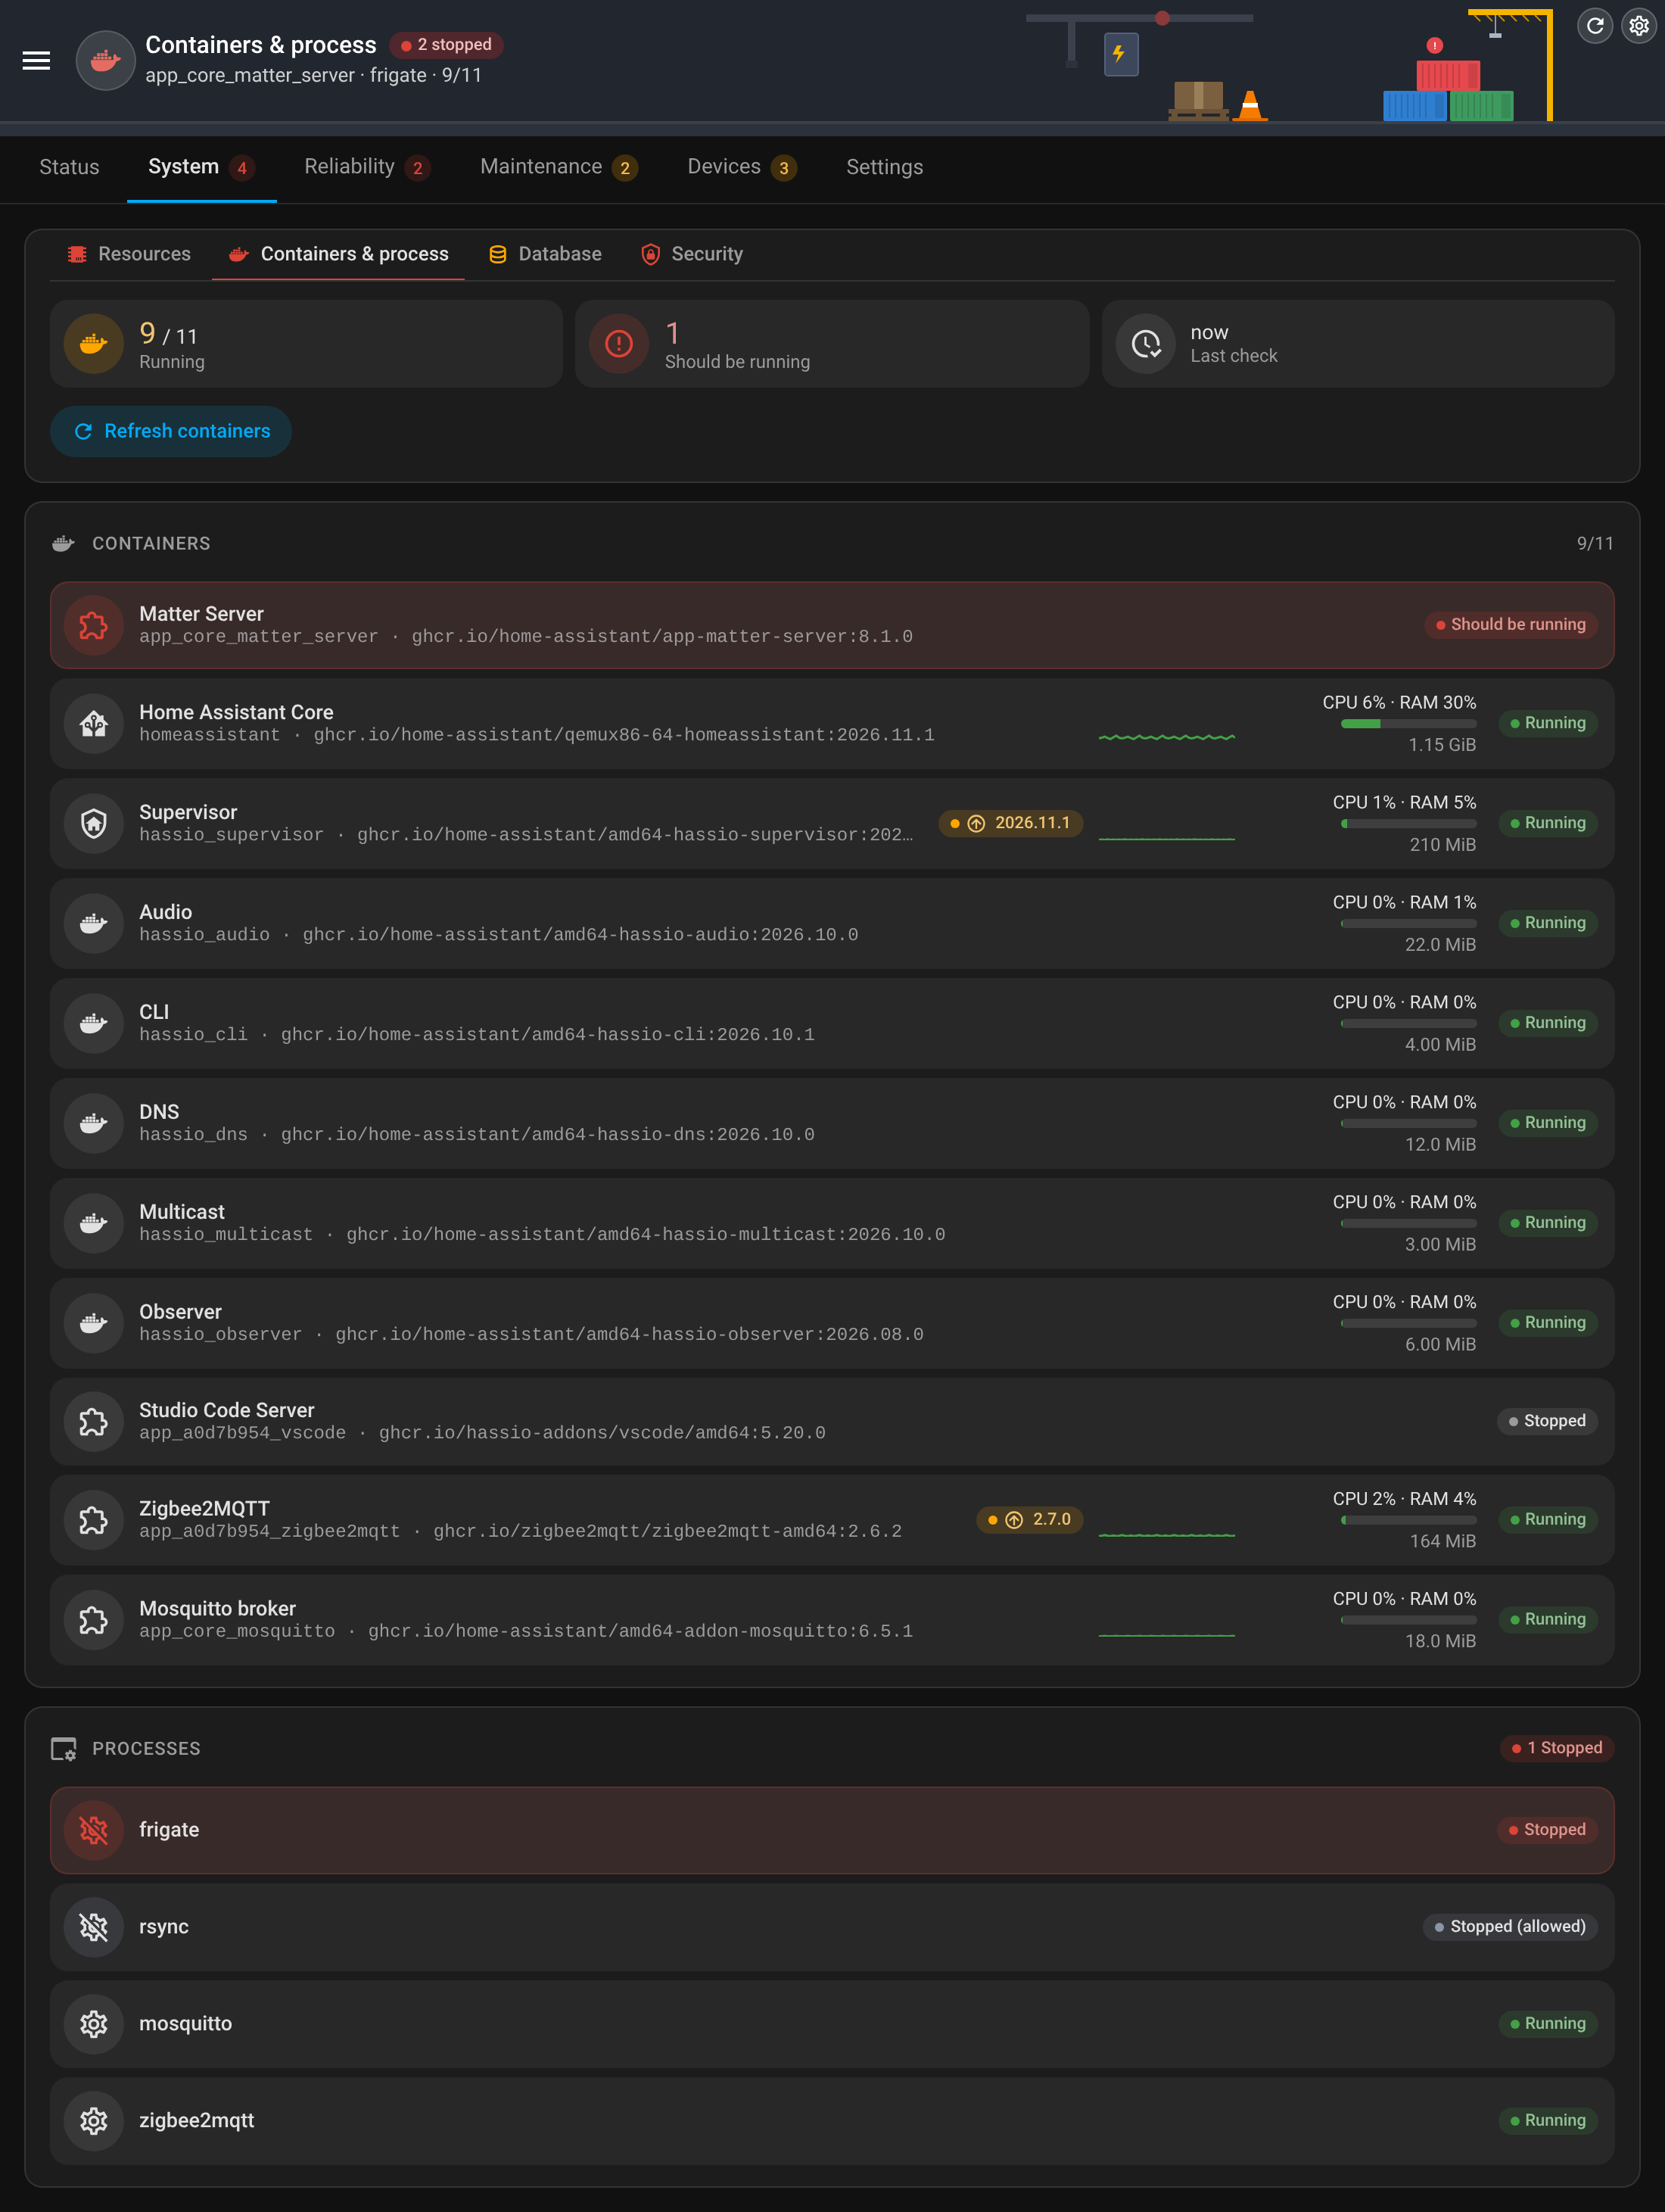 Containers & process
2 stopped
app_core_matter_server · frigate · 9/11
Status
System 4
Reliability 2
Maintenance 2
Devices 3
Settings
Resources
Containers & process
Database
Security
9 / 11
Running
1
Should be running
now
Last check
Refresh containers
CONTAINERS
9/11
Matter Server
app_core_matter_server · ghcr.io/home-assistant/app-matter-server:8.1.0
Should be running
Home Assistant Core
homeassistant · ghcr.io/home-assistant/qemux86-64-homeassistant:2026.11.1
CPU 6% · RAM 30%
1.15 GiB
Running
Supervisor
hassio_supervisor · ghcr.io/home-assistant/amd64-hassio-supervisor:202…
2026.11.1
CPU 1% · RAM 5%
210 MiB
Running
Audio
hassio_audio · ghcr.io/home-assistant/amd64-hassio-audio:2026.10.0
CPU 0% · RAM 1%
22.0 MiB
Running
CLI
hassio_cli · ghcr.io/home-assistant/amd64-hassio-cli:2026.10.1
CPU 0% · RAM 0%
4.00 MiB
Running
DNS
hassio_dns · ghcr.io/home-assistant/amd64-hassio-dns:2026.10.0
CPU 0% · RAM 0%
12.0 MiB
Running
Multicast
hassio_multicast · ghcr.io/home-assistant/amd64-hassio-multicast:2026.10.0
CPU 0% · RAM 0%
3.00 MiB
Running
Observer
hassio_observer · ghcr.io/home-assistant/amd64-hassio-observer:2026.08.0
CPU 0% · RAM 0%
6.00 MiB
Running
Studio Code Server
app_a0d7b954_vscode · ghcr.io/hassio-addons/vscode/amd64:5.20.0
Stopped
Zigbee2MQTT
app_a0d7b954_zigbee2mqtt · ghcr.io/zigbee2mqtt/zigbee2mqtt-amd64:2.6.2
2.7.0
CPU 2% · RAM 4%
164 MiB
Running
Mosquitto broker
app_core_mosquitto · ghcr.io/home-assistant/amd64-addon-mosquitto:6.5.1
CPU 0% · RAM 0%
18.0 MiB
Running
PROCESSES
1 Stopped
frigate
Stopped
rsync
Stopped (allowed)
mosquitto
Running
zigbee2mqtt
Running